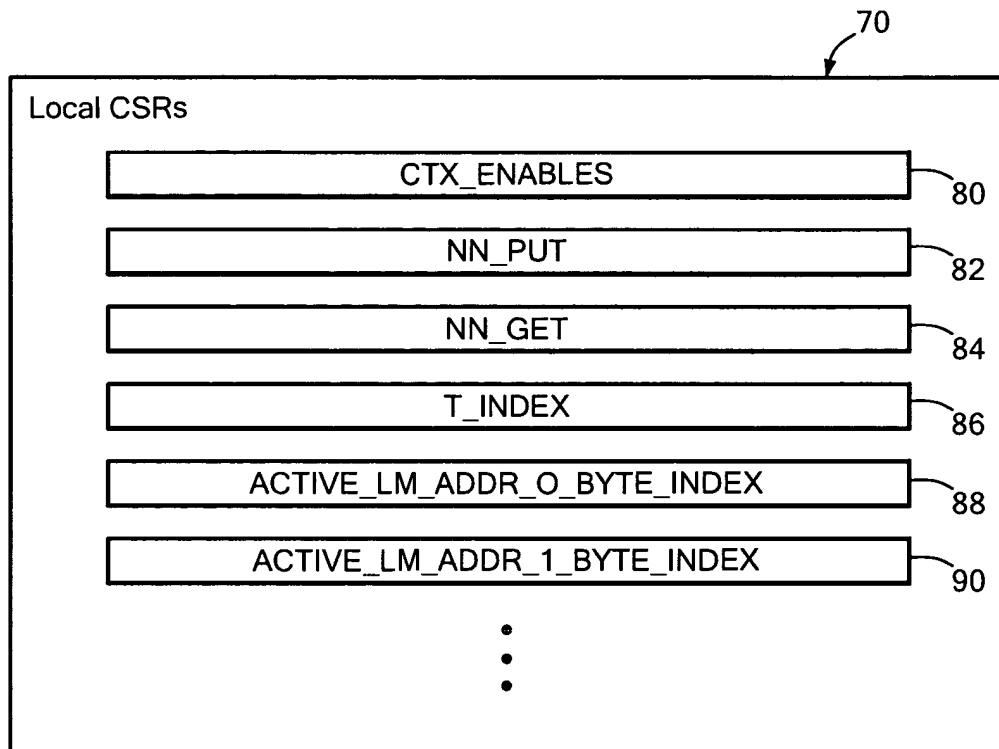 70
Local CSRs
CTX_ENABLES
80
NN_PUT
82
NN_GET
84
T_INDEX
86
ACTIVE_LM_ADDR_O_BYTE_INDEX
88
ACTIVE_LM_ADDR_1_BYTE_INDEX
90